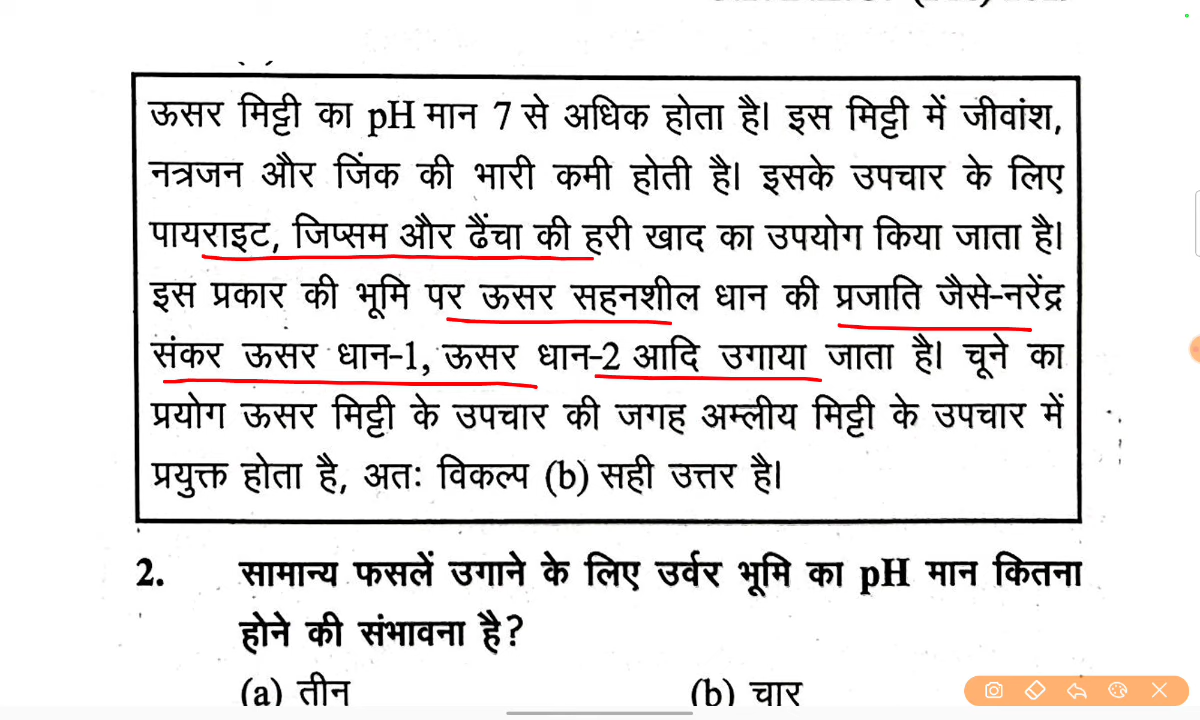 ऊसर मिट्टी का pH मान 7 से अधिक होता है। इस मिट्टी में जीवांश,
नत्रजन और जिंक की भारी कमी होती है। इसके उपचार के लिए
पायराइट, जिप्सम और ढैंचा की हरी खाद का उपयोग किया जाता है।
इस प्रकार की भूमि पर ऊसर सहनशील धान की प्रजाति जैसे-नरेंद्र
संकर ऊसर धान-1, ऊसर धान-2 आदि उगाया जाता है। चूने का
प्रयोग ऊसर मिट्टी के उपचार की जगह अम्लीय मिट्टी के उपचार में
प्रयुक्त होता है, अतः विकल्प (b) सही उत्तर है।
2. सामान्य फसलें उगाने के लिए उर्वर भूमि का pH मान कितना
होने की संभावना है?
(a) तीन (b) चार